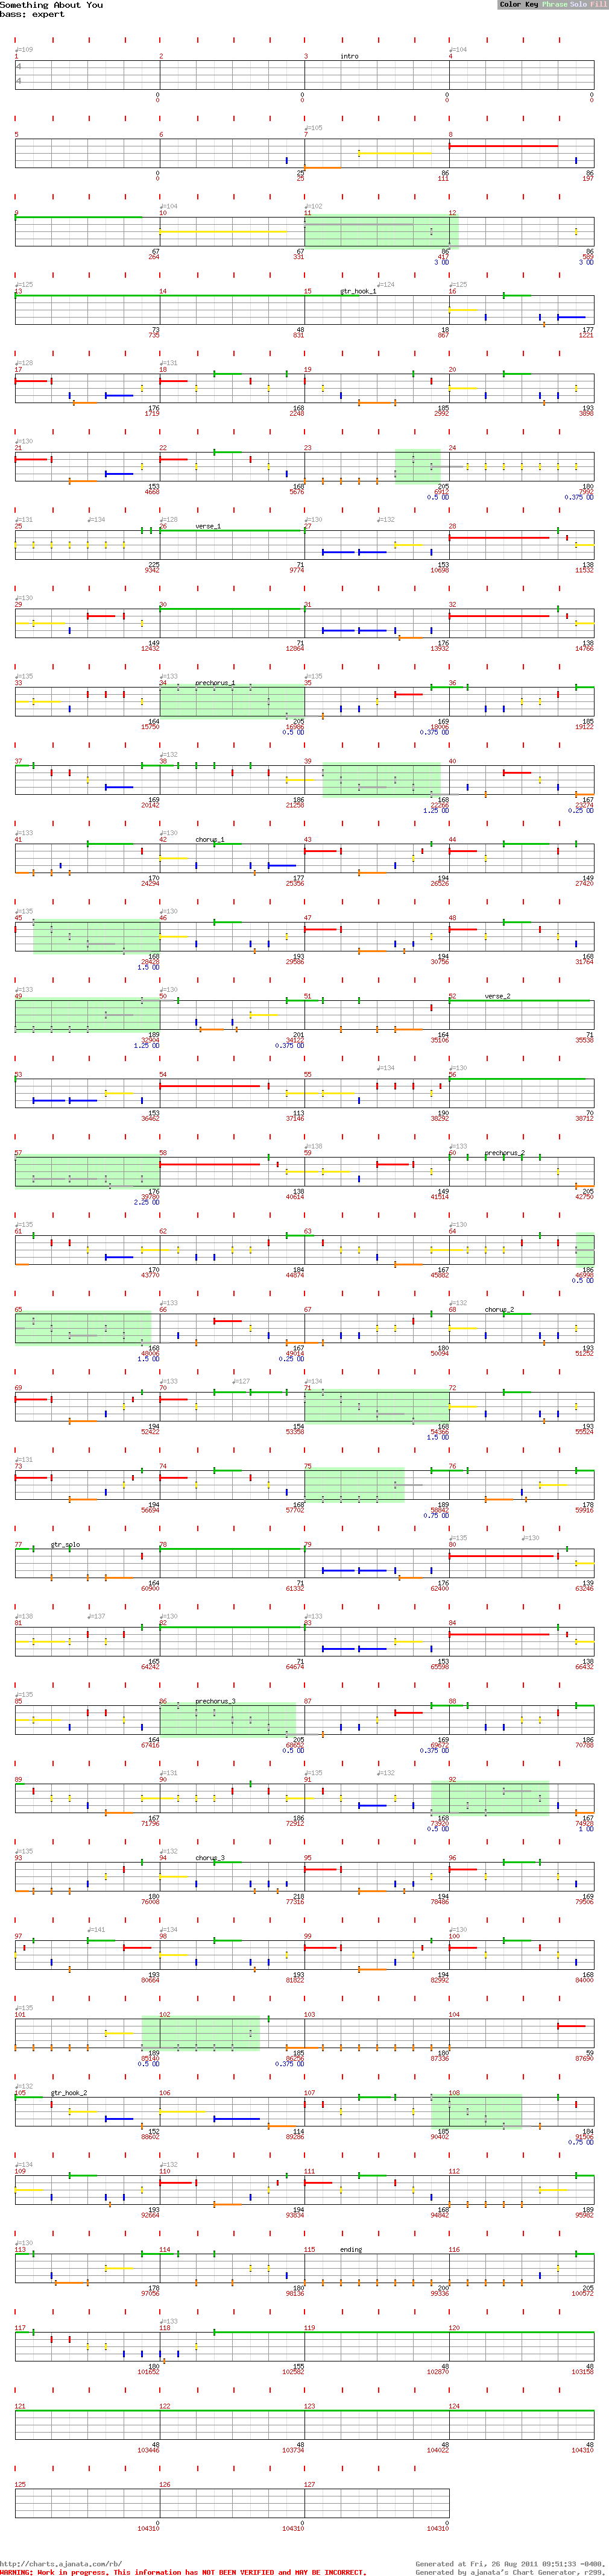 Something About You
bass: expert
Color Key Phrase Solo Fill
♩=109 ♩=104
1 2 3 intro 4
4
4
0 0 0 0
0 0 0 0
♩=105
5 6 7 8
0 25 86 86
0 25 111 197
♩=104 ♩=102
9 10 11 12
67 67 86 86
264 331 417 589
3 OD 3 OD
♩=125 ♩=124 ♩=125
13 14 15 gtr_hook_1 16
73 48 18 177
735 831 867 1221
♩=128 ♩=131
17 18 19 20
176 168 185 193
1719 2248 2992 3898
♩=130
21 22 23 24
153 168 205 180
4668 5676 6912 7992
0.5 OD 0.375 OD
♩=131 ♩=134 ♩=128 ♩=130 ♩=132
25 26 verse_1 27 28
225 71 153 138
9342 9774 10698 11532
♩=130
29 30 31 32
149 71 176 138
12432 12864 13932 14766
♩=135 ♩=133 ♩=135
33 34 prechorus_1 35 36
164 205 169 185
15750 16986 18006 19122
0.5 OD 0.375 OD
♩=132
37 38 39 40
169 186 168 167
20142 21258 22266 23274
1.25 OD 0.25 OD
♩=133 ♩=130
41 42 chorus_1 43 44
170 177 194 149
24294 25356 26526 27420
♩=135 ♩=130
45 46 47 48
168 193 194 168
28428 29586 30756 31764
1.5 OD
♩=133 ♩=130
49 50 51 52 verse_2
189 201 164 71
32904 34122 35106 35538
1.25 OD 0.375 OD
♩=134 ♩=130
53 54 55 56
153 113 190 70
36462 37146 38292 38712
♩=138 ♩=133
57 58 59 60 prechorus_2
176 138 149 205
39780 40614 41514 42750
2.25 OD
♩=135 ♩=130
61 62 63 64
170 184 167 186
43770 44874 45882 46998
0.5 OD
♩=133 ♩=132
65 66 67 68 chorus_2
168 167 180 193
48006 49014 50094 51252
1.5 OD 0.25 OD
♩=133 ♩=127 ♩=134
69 70 71 72
194 154 168 193
52422 53358 54366 55524
1.5 OD
♩=131
73 74 75 76
194 168 189 178
56694 57702 58842 59916
0.75 OD
♩=135 ♩=130
77 gtr_solo 78 79 80
164 71 176 139
60900 61332 62400 63246
♩=138 ♩=137 ♩=130 ♩=133
81 82 83 84
165 71 153 138
64242 64674 65598 66432
♩=135
85 86 prechorus_3 87 88
164 205 169 186
67416 68652 69672 70788
0.5 OD 0.375 OD
♩=131 ♩=135 ♩=132
89 90 91 92
167 186 168 167
71796 72912 73920 74928
0.5 OD 1 OD
♩=135 ♩=132
93 94 chorus_3 95 96
180 218 194 169
76008 77316 78486 79506
♩=141 ♩=134 ♩=130
97 98 99 100
193 193 194 168
80664 81822 82992 84000
♩=135
101 102 103 104
189 185 180 59
85140 86256 87336 87690
0.5 OD 0.375 OD
♩=132
105 gtr_hook_2 106 107 108
152 114 185 184
88602 89286 90402 91506
0.75 OD
♩=134 ♩=132
109 110 111 112
193 194 168 189
92664 93834 94842 95982
♩=130
113 114 115 ending 116
178 180 200 205
97056 98136 99336 100572
♩=133
117 118 119 120
180 155 48 48
101652 102582 102870 103158
121 122 123 124
48 48 48 48
103446 103734 104022 104310
125 126 127
0 0 0
104310 104310 104310
http://charts.ajanata.com/rb/ Generated at Fri, 26 Aug 2011 09:51:33 -0400.
WARNING: Work in progress. This information has NOT BEEN VERIFIED and MAY BE INCORRECT. Generated by ajanata's Chart Generator, r299.